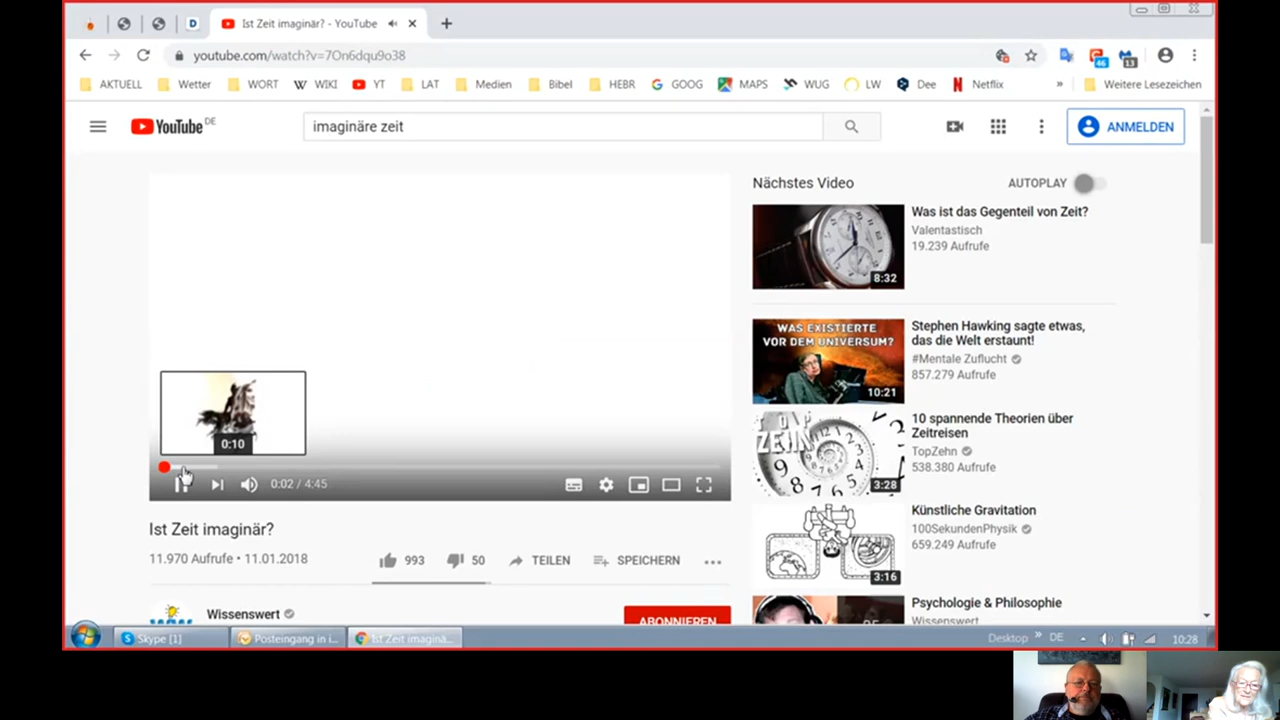 D
Ist Zeit imaginär? - YouTube
youtube.com/watch?v=7On6dqu9o38
46
13
AKTUELL
Wetter
WORT
W WIKI
YT
LAT
Medien
Bibel
HEBR
G GOOG
MAPS
WUG
LW
Dee
N Netflix
»
Weitere Lesezeichen
YouTube DE
imaginäre zeit
ANMELDEN
Nächstes Video
AUTOPLAY
Was ist das Gegenteil von Zeit?
Valentastisch
19.239 Aufrufe
8:32
WAS EXISTIERTE
VOR DEM UNIVERSUM?
10:21
Stephen Hawking sagte etwas,
das die Welt erstaunt!
#Mentale Zuflucht
857.279 Aufrufe
TOP
ZEHN
3:28
10 spannende Theorien über
Zeitreisen
TopZehn
538.380 Aufrufe
3:16
Künstliche Gravitation
100SekundenPhysik
659.249 Aufrufe
Psychologie & Philosophie
Wissenswert
0:10
0:02 / 4:45
Ist Zeit imaginär?
11.970 Aufrufe • 11.01.2018
993
50
TEILEN
SPEICHERN
Wissenswert
ABONNIEREN
Skype [1]
Posteingang in i...
Ist Zeit imaginä...
Desktop
»
DE
10:28